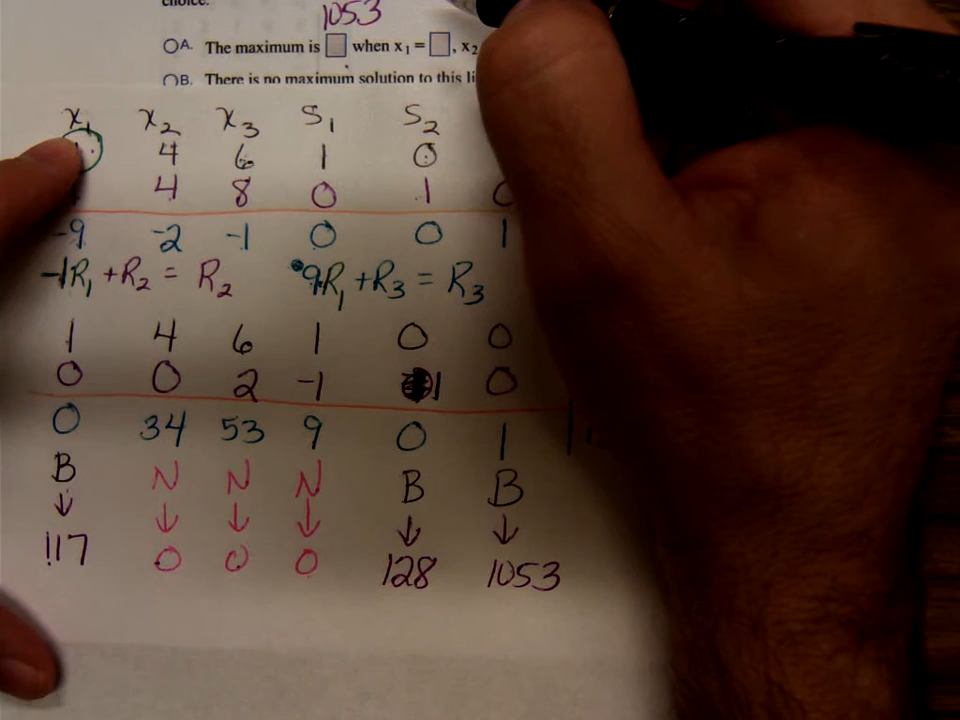 choice.
1053
A. The maximum is when x1 = , x2
B. There is no maximum solution to this li
x1 x2 x3 S1 S2
4 6 1 0
4 8 0 1 0
-9 -2 -1 0 0 1
-1R1 + R2 = R2 9R1 + R3 = R3
1 4 6 1 0 0
0 0 2 -1 1 0
0 34 53 9 0 1
B N N N B B
↓ ↓ ↓ ↓ ↓ ↓
117 0 0 0 128 1053